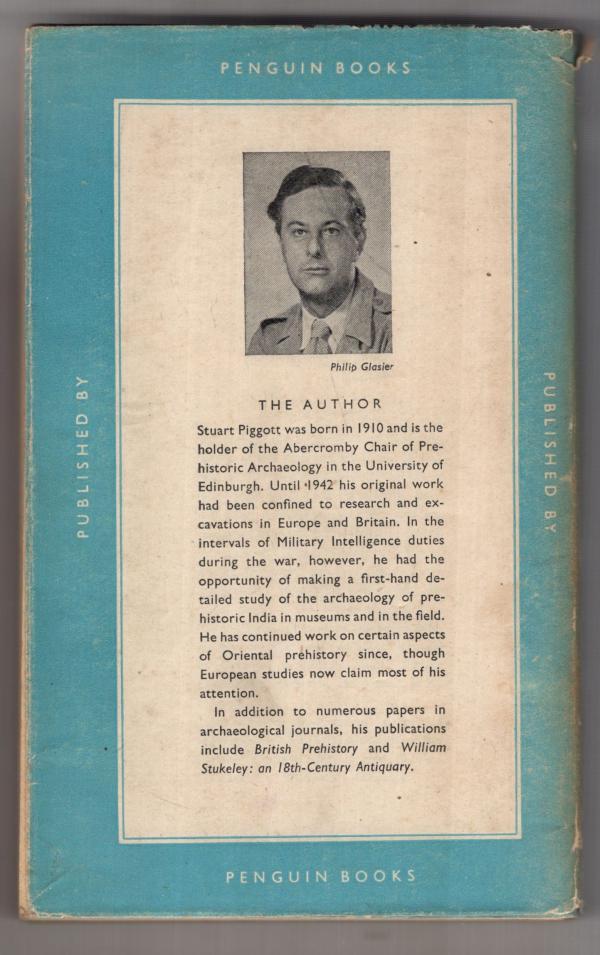 PENGUIN BOOKS
PUBLISHED BY
PUBLISHED BY
Philip Glasier
THE AUTHOR
Stuart Piggott was born in 1910 and is the
holder of the Abercromby Chair of Pre-
historic Archaeology in the University of
Edinburgh. Until 1942 his original work
had been confined to research and ex-
cavations in Europe and Britain. In the
intervals of Military Intelligence duties
during the war, however, he had the
opportunity of making a first-hand de-
tailed study of the archaeology of pre-
historic India in museums and in the field.
He has continued work on certain aspects
of Oriental prehistory since, though
European studies now claim most of his
attention.
In addition to numerous papers in
archaeological journals, his publications
include British Prehistory and William
Stukeley: an 18th-Century Antiquary.
PENGUIN BOOKS